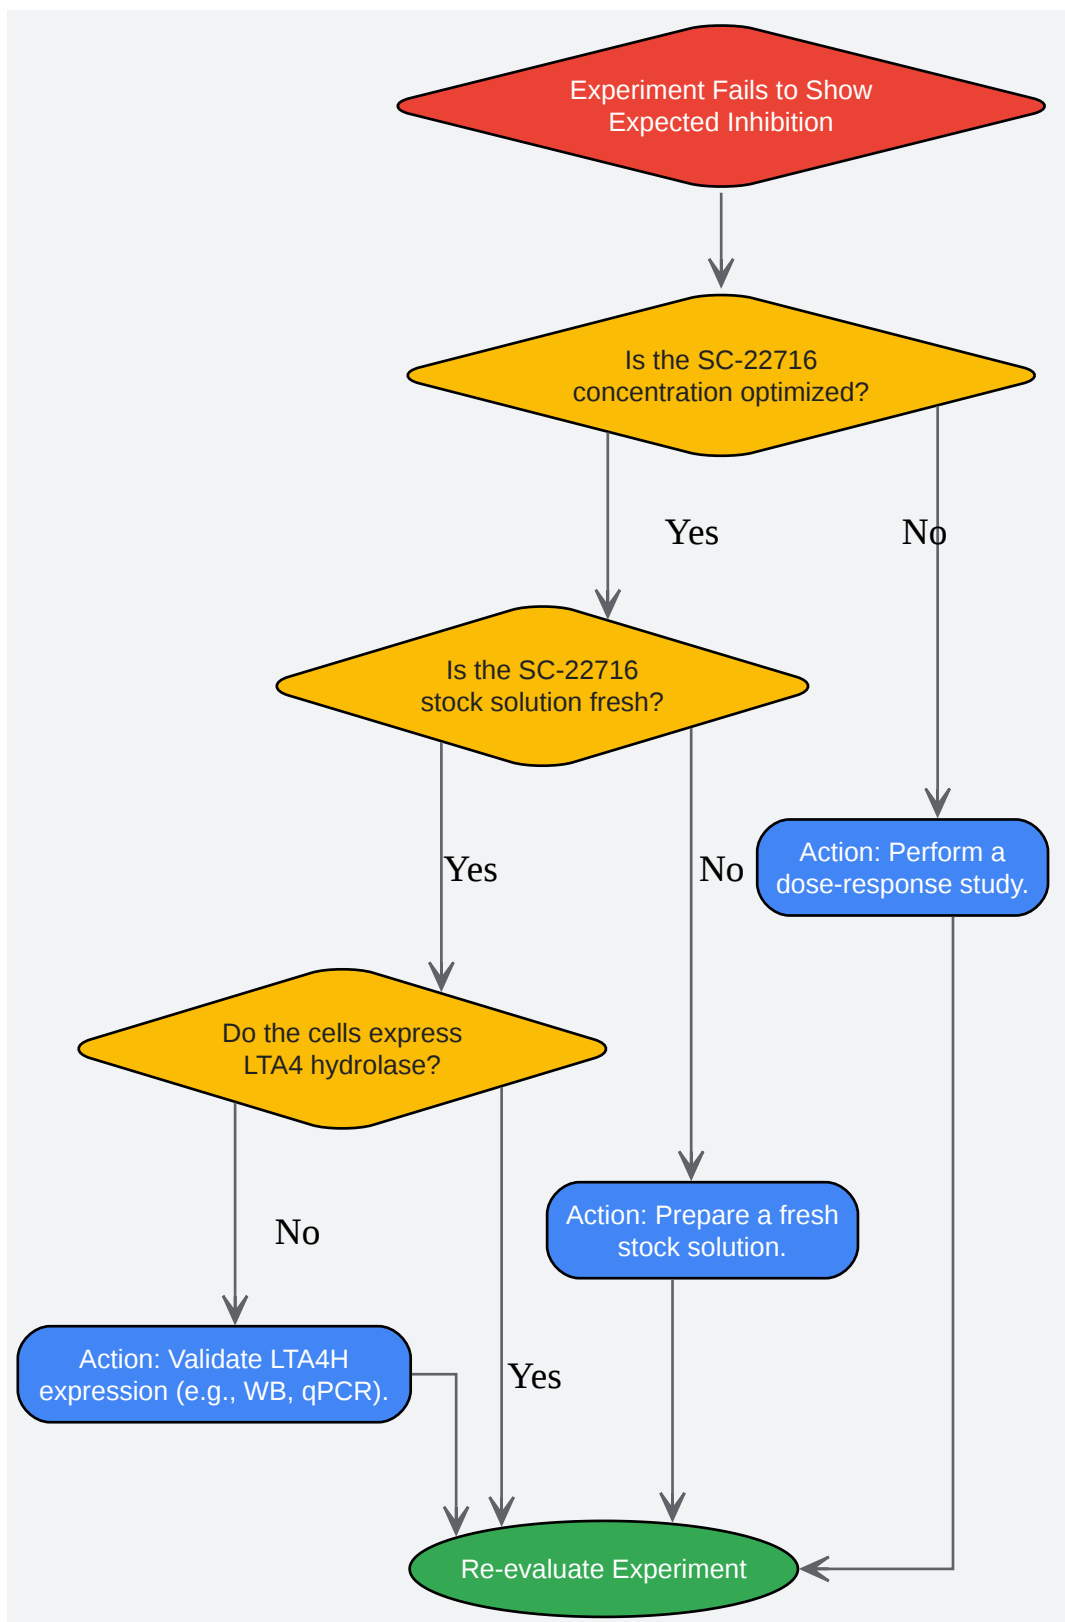 Experiment Fails to Show
Expected Inhibition
Is the SC-22716
concentration optimized?
Yes
No
Is the SC-22716
stock solution fresh?
Yes
No
Action: Perform a
dose-response study.
Do the cells express
LTA4 hydrolase?
No
Action: Prepare a fresh
stock solution.
Action: Validate LTA4H
expression (e.g., WB, qPCR).
Yes
Re-evaluate Experiment